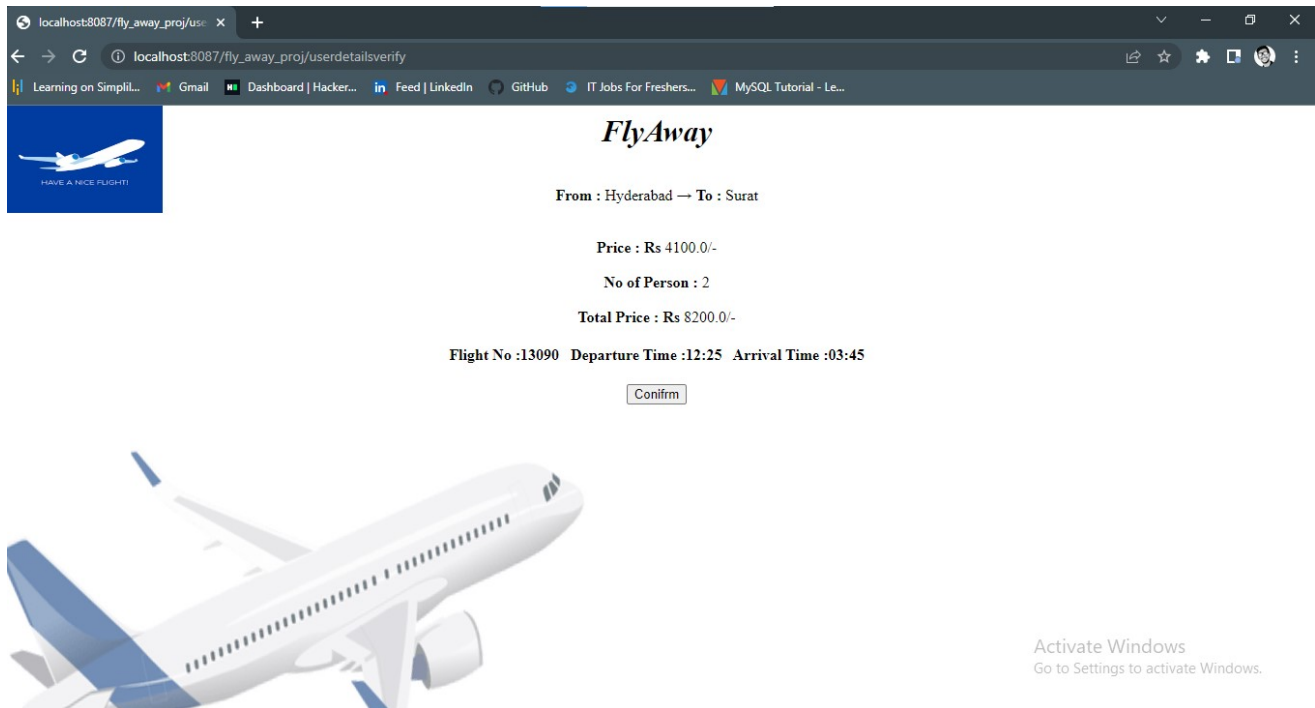 localhost:8087/fly_away_proj/use
localhost:8087/fly_away_proj/userdetailsverify
Learning on Simplil... Gmail Dashboard | Hacker... Feed | LinkedIn GitHub IT Jobs For Freshers... MySQL Tutorial - Le...
HAVE A NICE FLIGHT!
FlyAway
From : Hyderabad → To : Surat
Price : Rs 4100.0/-
No of Person : 2
Total Price : Rs 8200.0/-
Flight No :13090 Departure Time :12:25 Arrival Time :03:45
Conifrm
Activate Windows
Go to Settings to activate Windows.